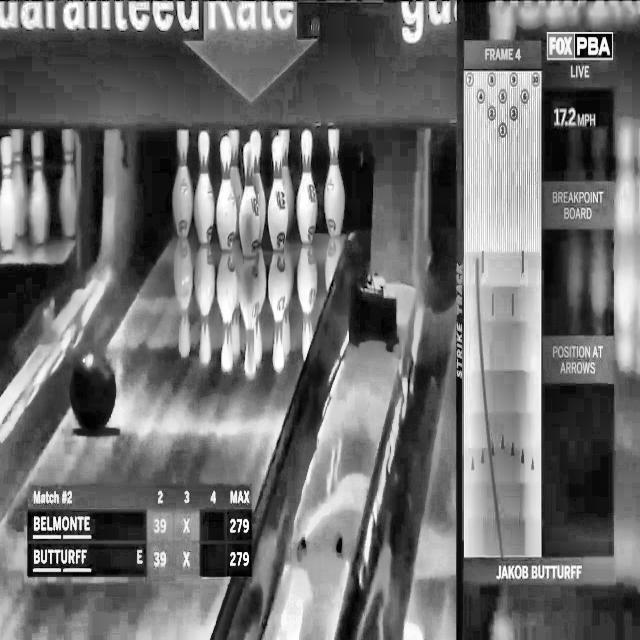 uaranteed Rate gua
FRAME 4
FOX PBA
LIVE
17.2 MPH
BREAKPOINT
BOARD
STRIKE TRACK
POSITION AT
ARROWS
Match #2 2 3 4 MAX
BELMONTE 39 X 279
BUTTURFF E 39 X 279
JAKOB BUTTURFF